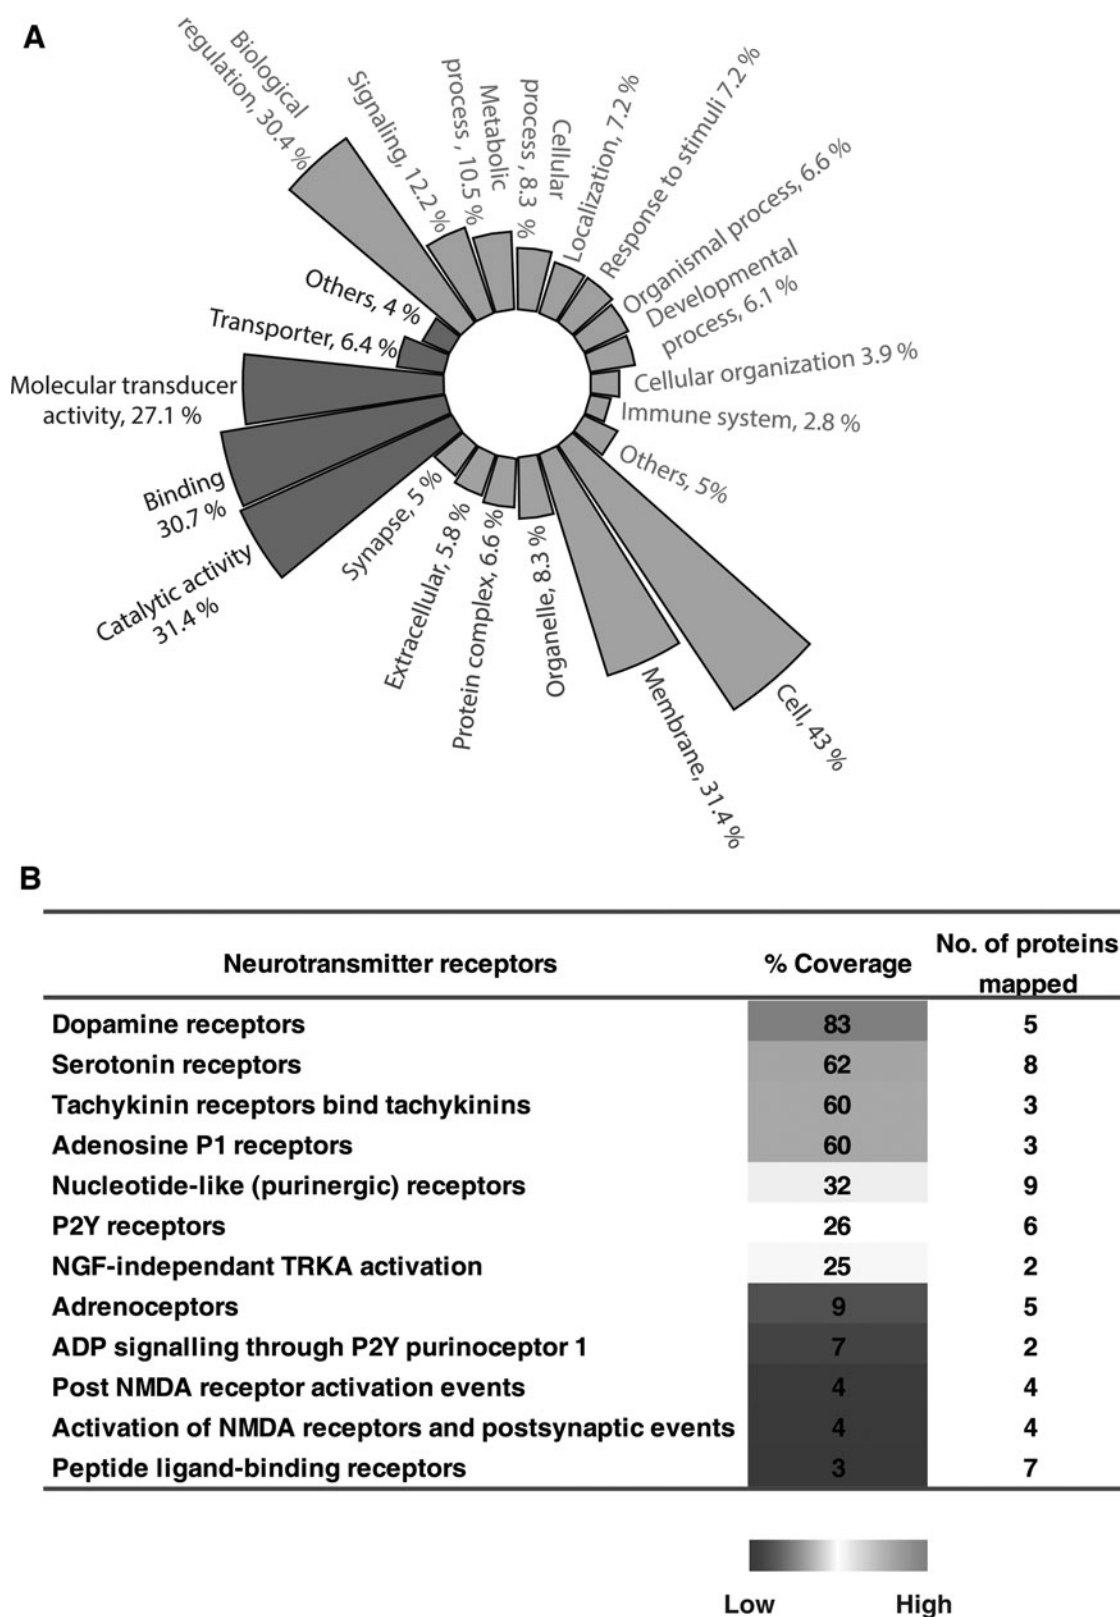 A
Biological
regulation, 30.4 %
Signaling, 12.2 %
Metabolic
process , 10.5 %
Cellular
process , 8.3 %
Localization, 7.2 %
Response to stimuli 7.2 %
Organismal process, 6.6 %
Developmental
process, 6.1 %
Cellular organization 3.9 %
Immune system, 2.8 %
Others, 5%
Cell, 43 %
Membrane, 31.4 %
Organelle, 8.3 %
Protein complex, 6.6 %
Extracellular, 5.8 %
Synapse, 5 %
Catalytic activity
31.4 %
Binding
30.7 %
Molecular transducer
activity, 27.1 %
Transporter, 6.4 %
Others, 4 %
B
Neurotransmitter receptors % Coverage No. of proteins
mapped
Dopamine receptors 83 5
Serotonin receptors 62 8
Tachykinin receptors bind tachykinins 60 3
Adenosine P1 receptors 60 3
Nucleotide-like (purinergic) receptors 32 9
P2Y receptors 26 6
NGF-independant TRKA activation 25 2
Adrenoceptors 9 5
ADP signalling through P2Y purinoceptor 1 7 2
Post NMDA receptor activation events 4 4
Activation of NMDA receptors and postsynaptic events 4 4
Peptide ligand-binding receptors 3 7
Low High